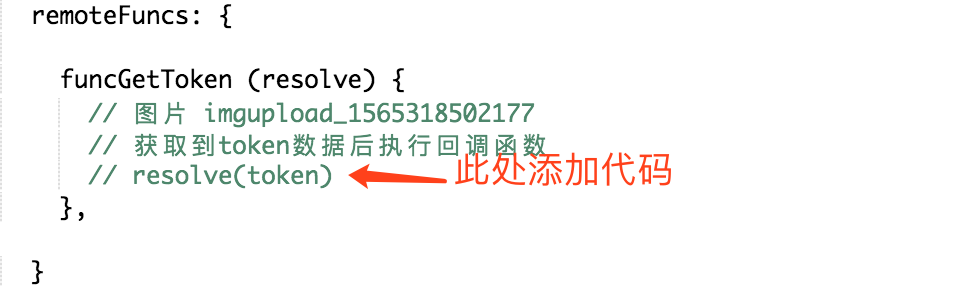 remoteFuncs: {
funcGetToken (resolve) {
// 图片 imgupload_1565318502177
// 获取到token数据后执行回调函数
// resolve(token) 此处添加代码
},
}